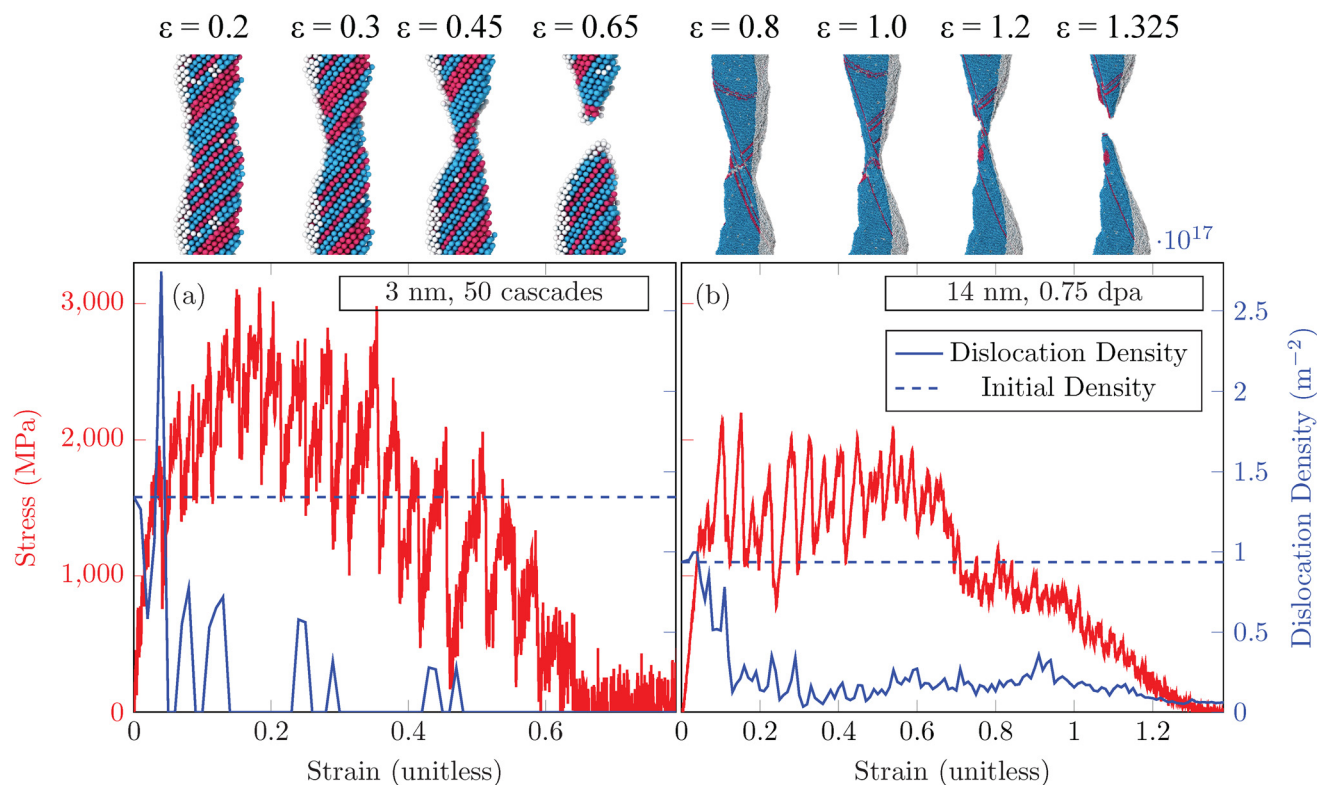 ε = 0.2 ε = 0.3 ε = 0.45 ε = 0.65 ε = 0.8 ε = 1.0 ε = 1.2 ε = 1.325
·10¹⁷
(a) 3 nm, 50 cascades
(b) 14 nm, 0.75 dpa
Dislocation Density
Initial Density
3,000
2,000
1,000
0
Stress (MPa)
2.5
2
1.5
1
0.5
0
Dislocation Density (m⁻²)
0 0.2 0.4 0.6
0 0.2 0.4 0.6 0.8 1 1.2
Strain (unitless)
Strain (unitless)